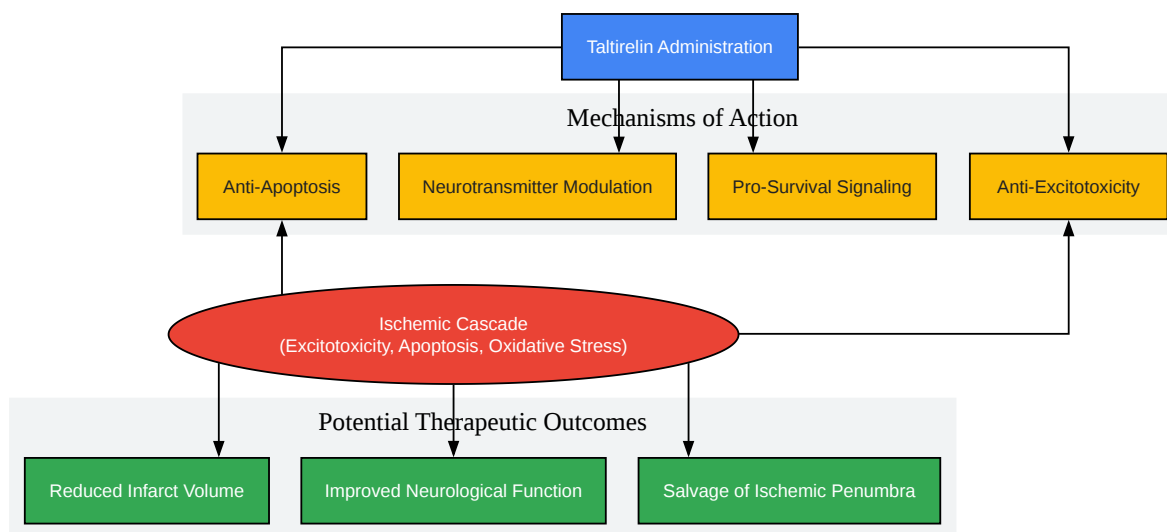 Taltirelin Administration
Mechanisms of Action
Anti-Apoptosis
Neurotransmitter Modulation
Pro-Survival Signaling
Anti-Excitotoxicity
Ischemic Cascade
(Excitotoxicity, Apoptosis, Oxidative Stress)
Potential Therapeutic Outcomes
Reduced Infarct Volume
Improved Neurological Function
Salvage of Ischemic Penumbra